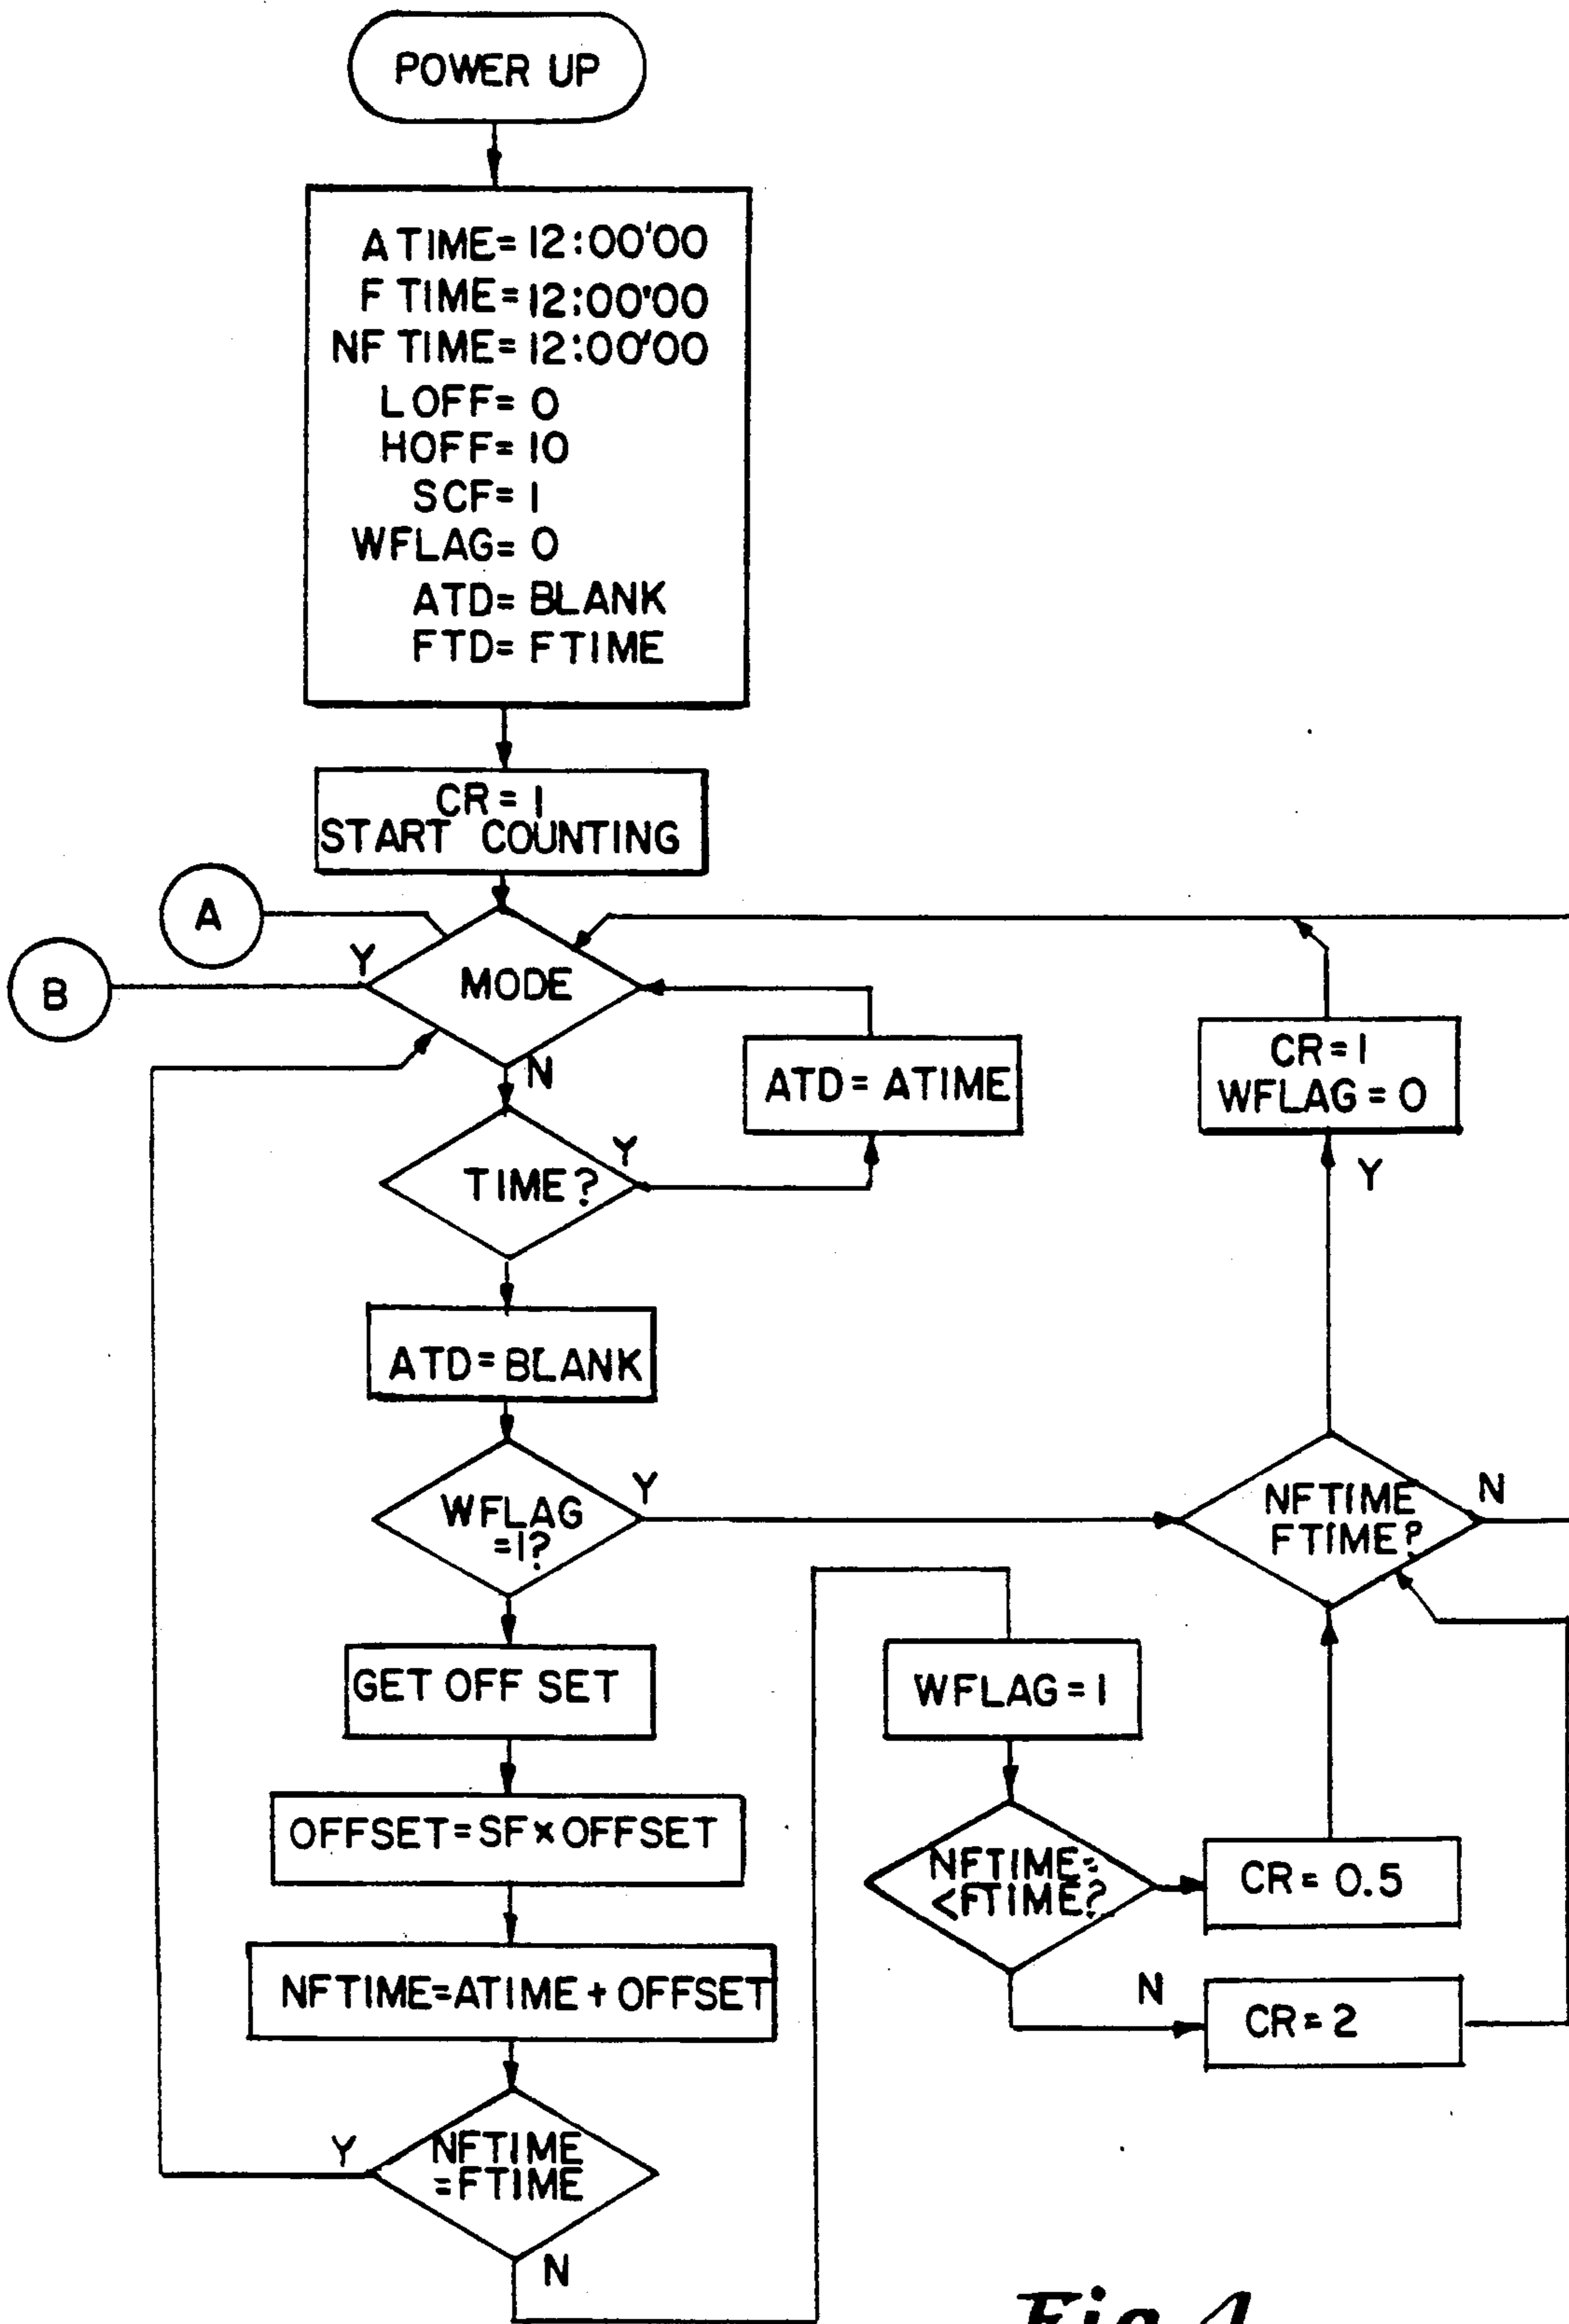 POWER UP
A TIME= 12:00'00
F TIME= 12:00'00
NF TIME= 12:00'00
LOFF= 0
HOFF= 10
SCF= 1
WFLAG= 0
ATD= BLANK
FTD= FTIME
CR = 1
START COUNTING
A
B
Y
MODE
N
ATD= ATIME
CR = 1
WFLAG = 0
Y
TIME?
Y
ATD=BLANK
WFLAG
=1?
Y
NFTIME
FTIME?
N
GET OFF SET
WFLAG = 1
OFFSET=SF×OFFSET
NFTIME=
<FTIME?
CR= 0.5
NFTIME=ATIME + OFFSET
N
CR = 2
Y
NFTIME
=FTIME
N